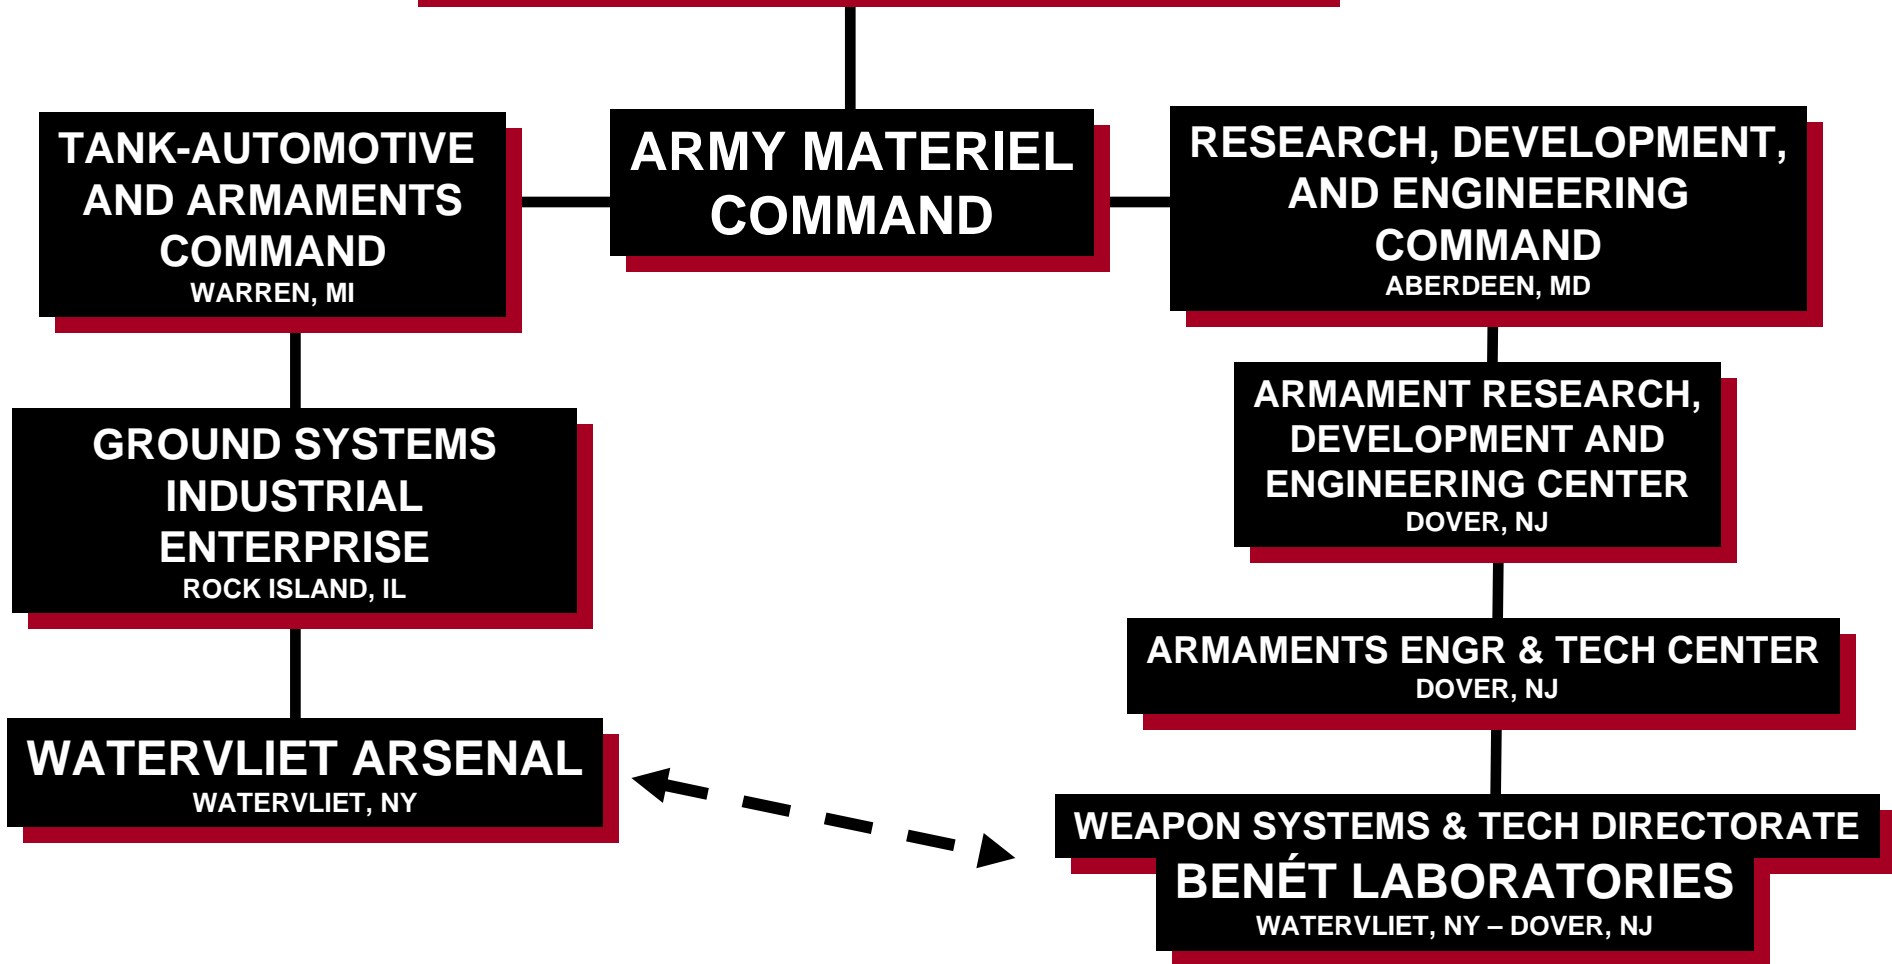 TANK-AUTOMOTIVE
AND ARMAMENTS
COMMAND
WARREN, MI
ARMY MATERIEL
COMMAND
RESEARCH, DEVELOPMENT,
AND ENGINEERING
COMMAND
ABERDEEN, MD
GROUND SYSTEMS
INDUSTRIAL
ENTERPRISE
ROCK ISLAND, IL
ARMAMENT RESEARCH,
DEVELOPMENT AND
ENGINEERING CENTER
DOVER, NJ
ARMAMENTS ENGR & TECH CENTER
DOVER, NJ
WATERVLIET ARSENAL
WATERVLIET, NY
WEAPON SYSTEMS & TECH DIRECTORATE
BENÉT LABORATORIES
WATERVLIET, NY – DOVER, NJ